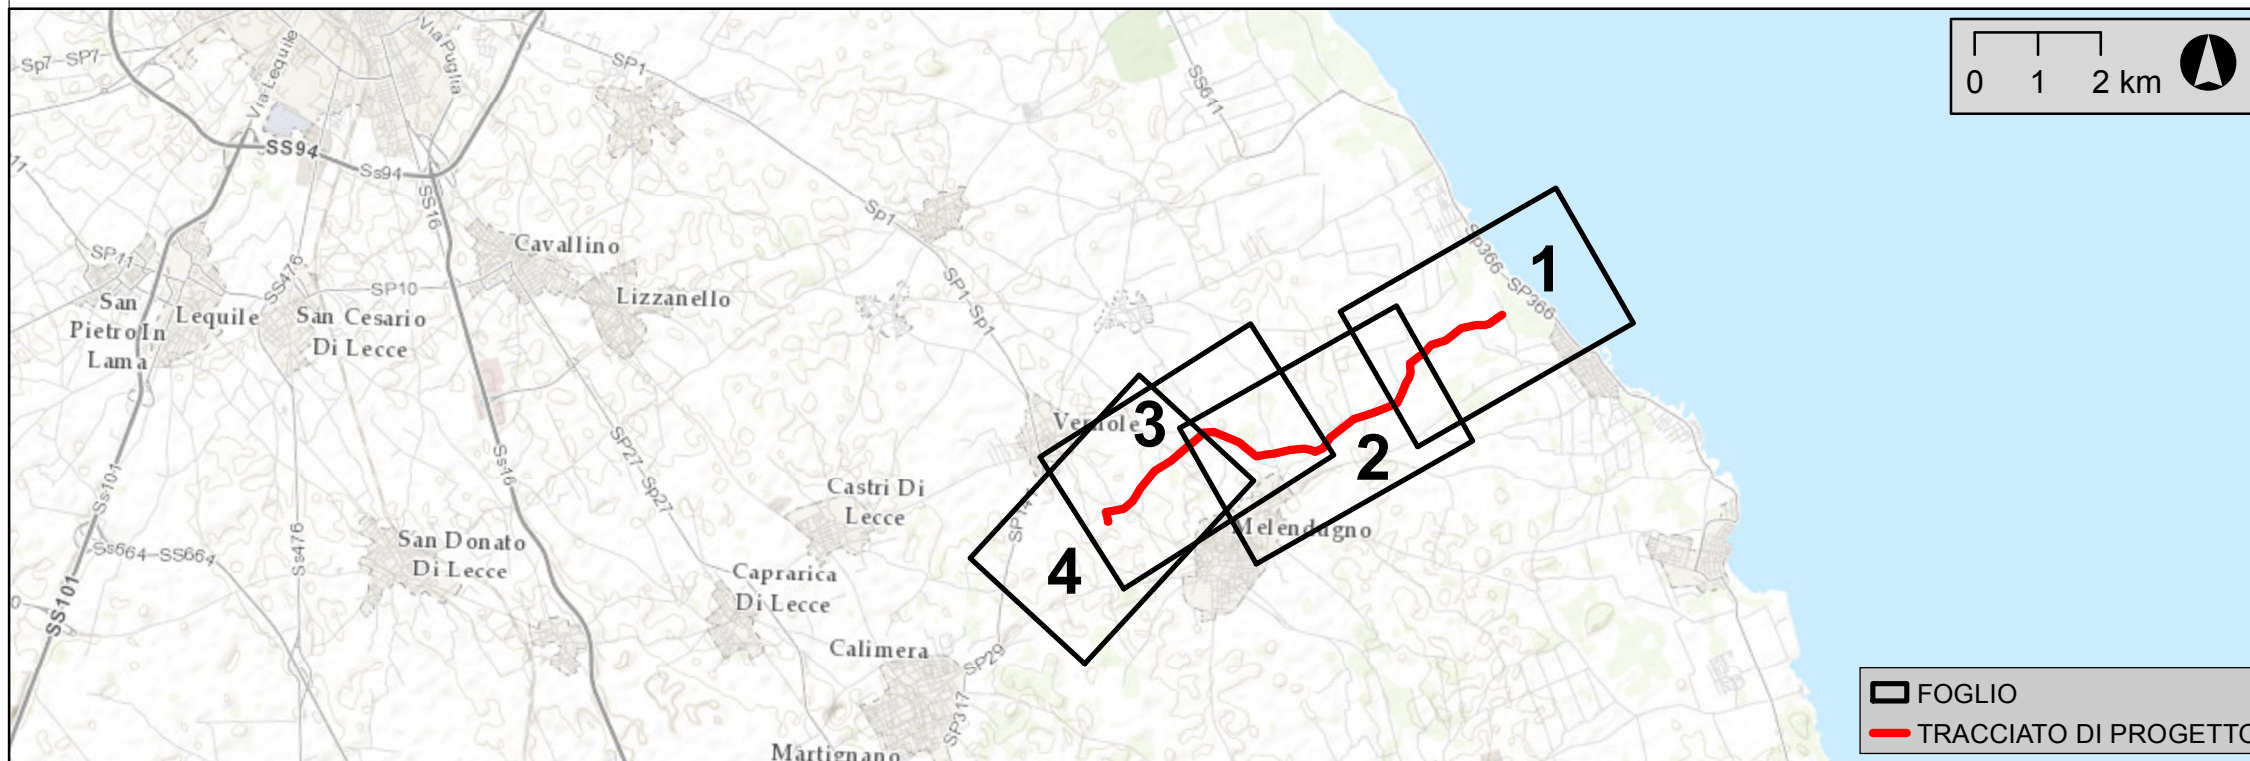 Sp7-SP7
Via Lequile
Via Puglia
SP1
SS611
0 1 2 km
11
SS94
Ss94
SS16
Sp1
Cavallino
SP11
SS476
SP10
Lizzanello
SP1-Sp1
Sp366-SP366
1
San
Pietro In
Lama
Lequile
San Cesario
Di Lecce
3
2
Ss101
SP27-Sp27
Ss16
Castri Di
Lecce
Melendugno
San Donato
Di Lecce
Ss664-SS664
Ss476
4
Caprarica
Di Lecce
SS101
Calimera
SP29
SP317
Martignano
FOGLIO
TRACCIATO DI PROGETTO